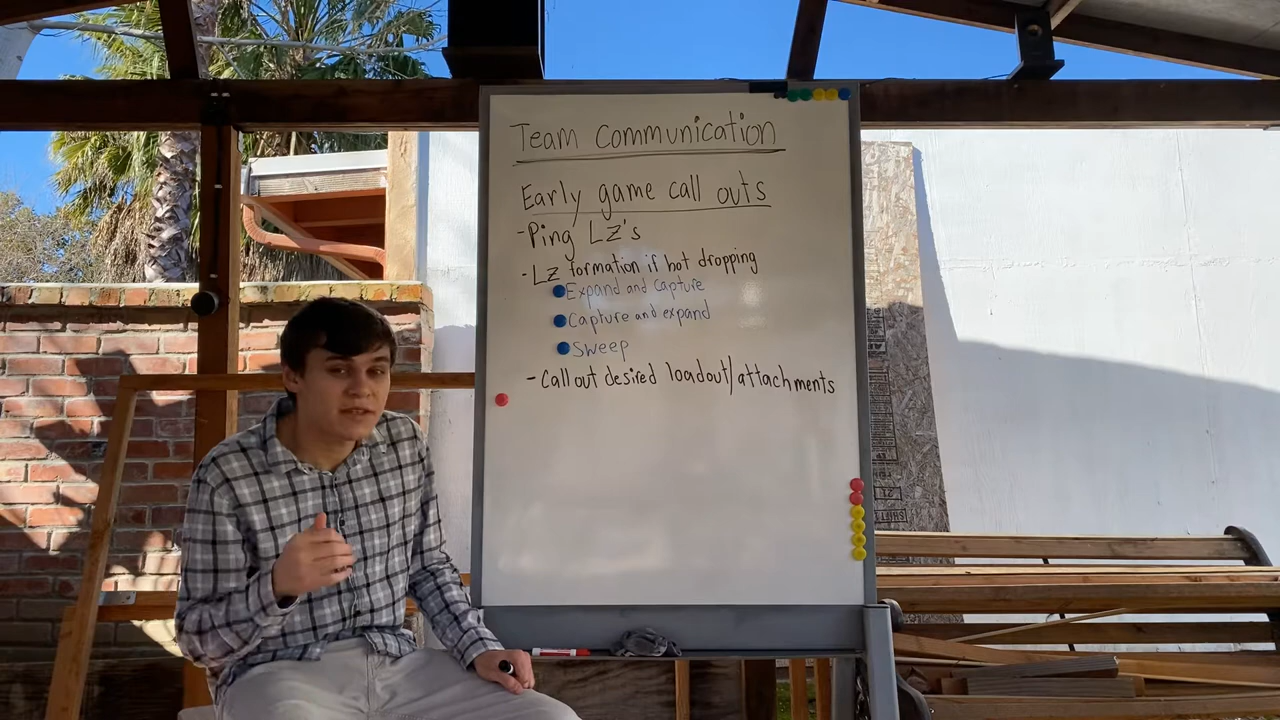 Team Communication
Early game call outs
- Ping LZ's
- LZ formation if hot dropping
Expand and Capture
Capture and expand
Sweep
- Call out desired loadout/attachments